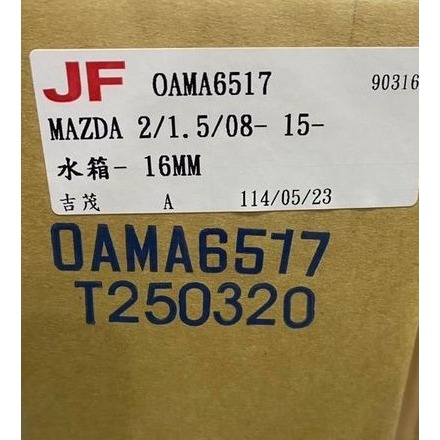 JF OAMA6517 90316
MAZDA 2/1.5/08- 15-
水箱- 16MM
吉茂 A 114/05/23
OAMA6517
T250320